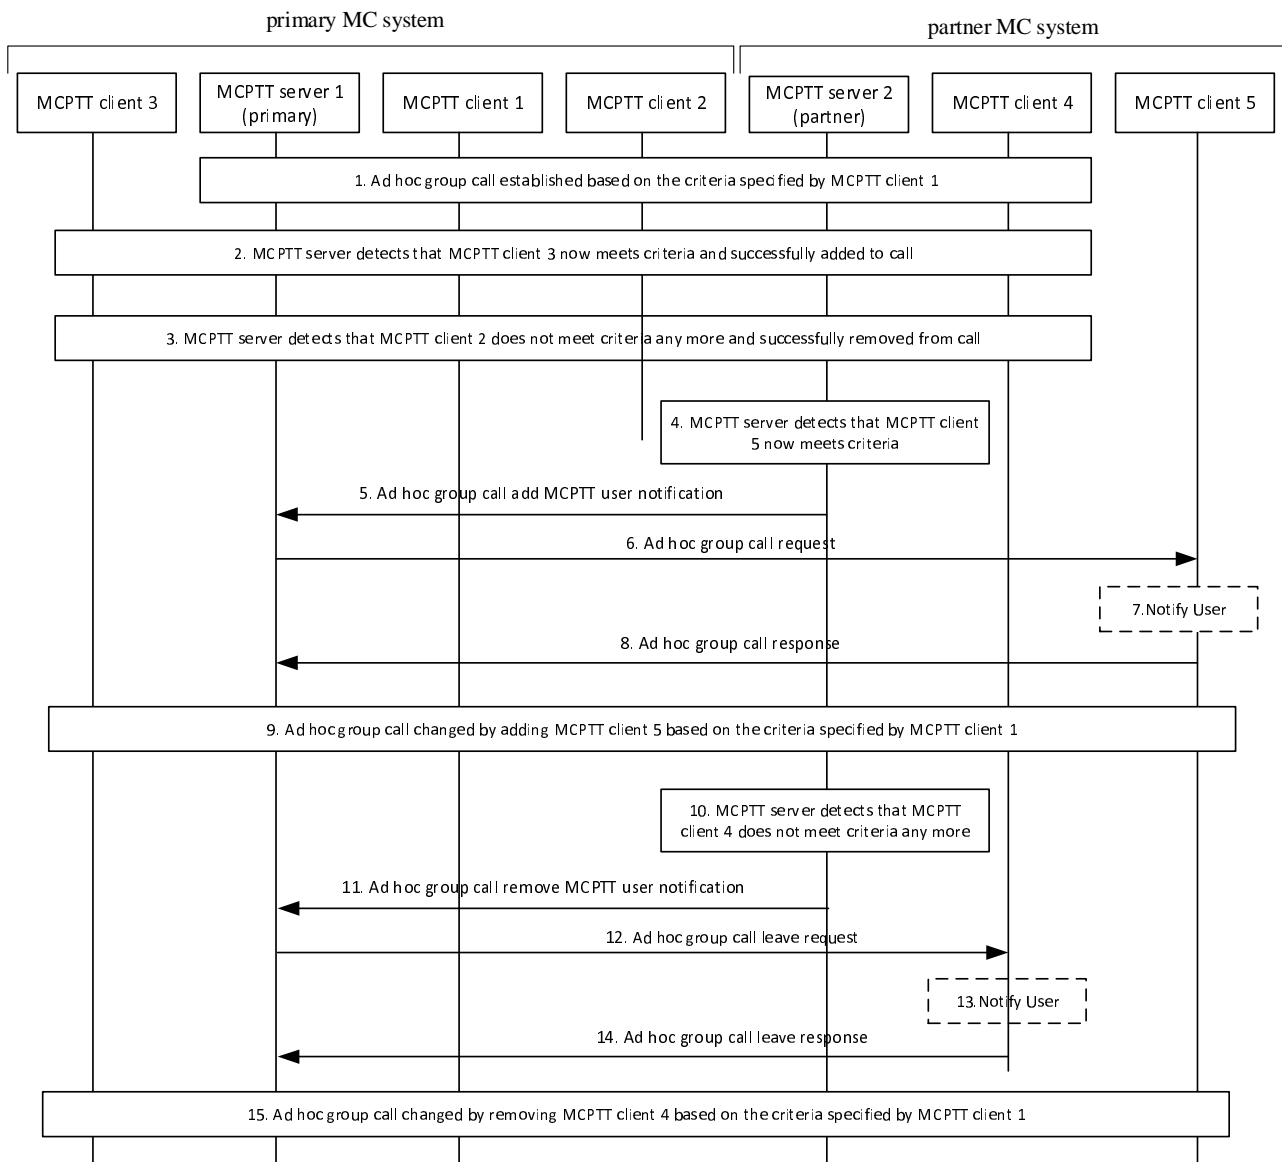 primary MC system
partner MC system
MCPTT client 3
MCPTT server 1
(primary)
MCPTT client 1
MCPTT client 2
MCPTT server 2
(partner)
MCPTT client 4
MCPTT client 5
1. Ad hoc group call established based on the criteria specified by MCPTT client 1
2. MCPTT server detects that MCPTT client 3 now meets criteria and successfully added to call
3. MCPTT server detects that MCPTT client 2 does not meet criteria any more and successfully removed from call
4. MCPTT server detects that MCPTT client
5 now meets criteria
5. Ad hoc group call add MCPTT user notification
6. Ad hoc group call request
7.Notify User
8. Ad hoc group call response
9. Ad hoc group call changed by adding MCPTT client 5 based on the criteria specified by MCPTT client 1
10. MCPTT server detects that MCPTT
client 4 does not meet criteria any more
11. Ad hoc group call remove MCPTT user notification
12. Ad hoc group call leave request
13.Notify User
14. Ad hoc group call leave response
15. Ad hoc group call changed by removing MCPTT client 4 based on the criteria specified by MCPTT client 1